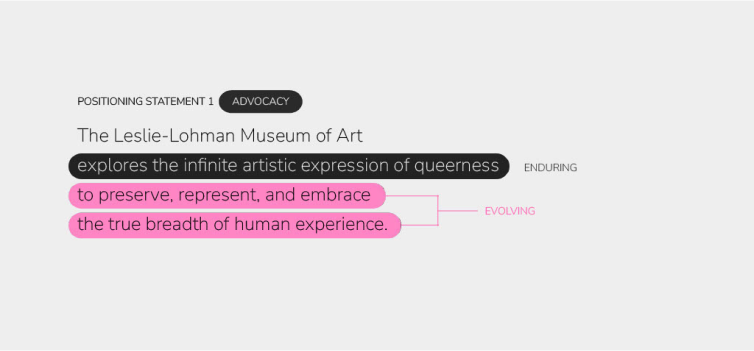 POSITIONING STATEMENT 1 ADVOCACY
The Leslie-Lohman Museum of Art
explores the infinite artistic expression of queerness ENDURING
to preserve, represent, and embrace
the true breadth of human experience.
EVOLVING